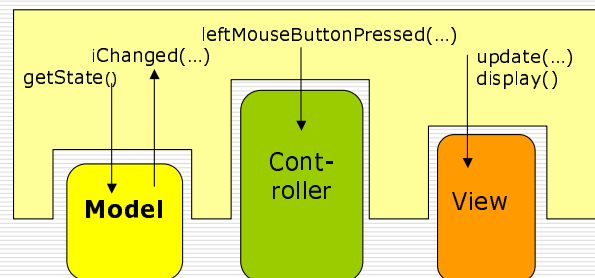 leftMouseButtonPressed(…)
iChanged(…)
getState()
update(…)
display()
Cont-
roller
Model
View